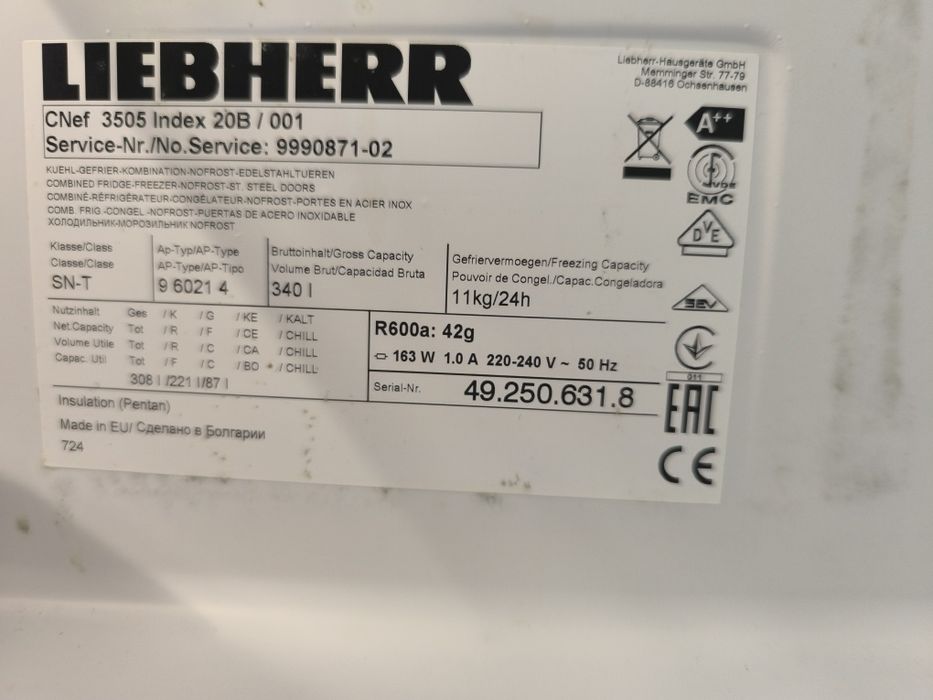 LIEBHERR
Liebherr-Hausgeräte GmbH
Memminger Str. 77-79
D-88416 Ochsenhausen
CNef 3505 Index 20B / 001
Service-Nr./No.Service: 9990871-02
A++
VDE
EMC
KUEHL-GEFRIER-KOMBINATION-NOFROST-EDELSTAHLTUEREN
COMBINED FRIDGE-FREEZER-NOFROST-ST. STEEL DOORS
COMBINÉ-RÉFRIGÉRATEUR-CONGÉLATEUR-NOFROST-PORTES EN ACIER INOX
COMB. FRIG -CONGEL -NOFROST-PUERTAS DE ACERO INOXIDABLE
ХОЛОДИЛЬНИК-МОРОЗИЛЬНИК NOFROST
DVE
Klasse/Class
Classe/Clase
SN-T
Ap-Typ/AP-Type
AP-Type/AP-Tipo
9 6021 4
Bruttoinhalt/Gross Capacity
Volume Brut/Capacidad Bruta
340 l
Gefriervermoegen/Freezing Capacity
Pouvoir de Congel./Capac.Congeladora
11kg/24h
SEV
Nutzinhalt Ges / K / G / KE / KALT
Net.Capacity Tot / R / F / CE / CHILL
Volume Utile Tot / R / C / CA / CHILL
Capac. Util Tot / F / C / BO / CHILL
308 l /221 l/87 l
R600a: 42g
163 W 1.0 A 220-240 V ~ 50 Hz
Serial-Nr. 49.250.631.8
011
EAC
Insulation (Pentan)
Made in EU/ Сделано в Болгарии
724
CE